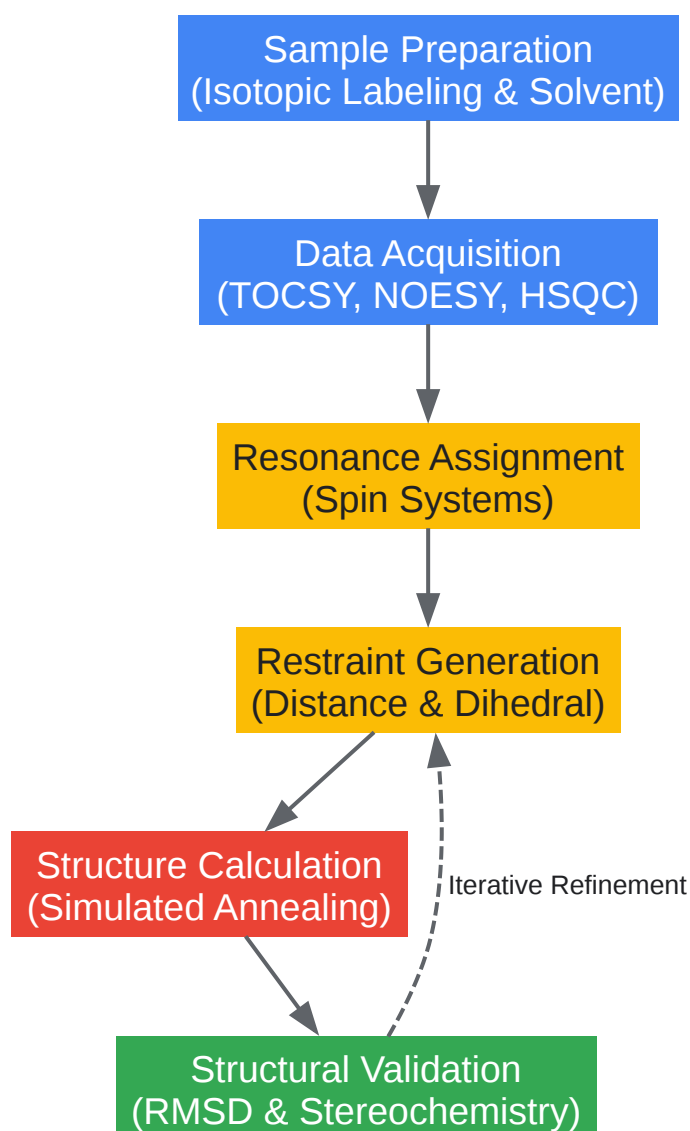 Sample Preparation
(Isotopic Labeling & Solvent)
Data Acquisition
(TOCSY, NOESY, HSQC)
Resonance Assignment
(Spin Systems)
Restraint Generation
(Distance & Dihedral)
Structure Calculation
(Simulated Annealing)
Iterative Refinement
Structural Validation
(RMSD & Stereochemistry)